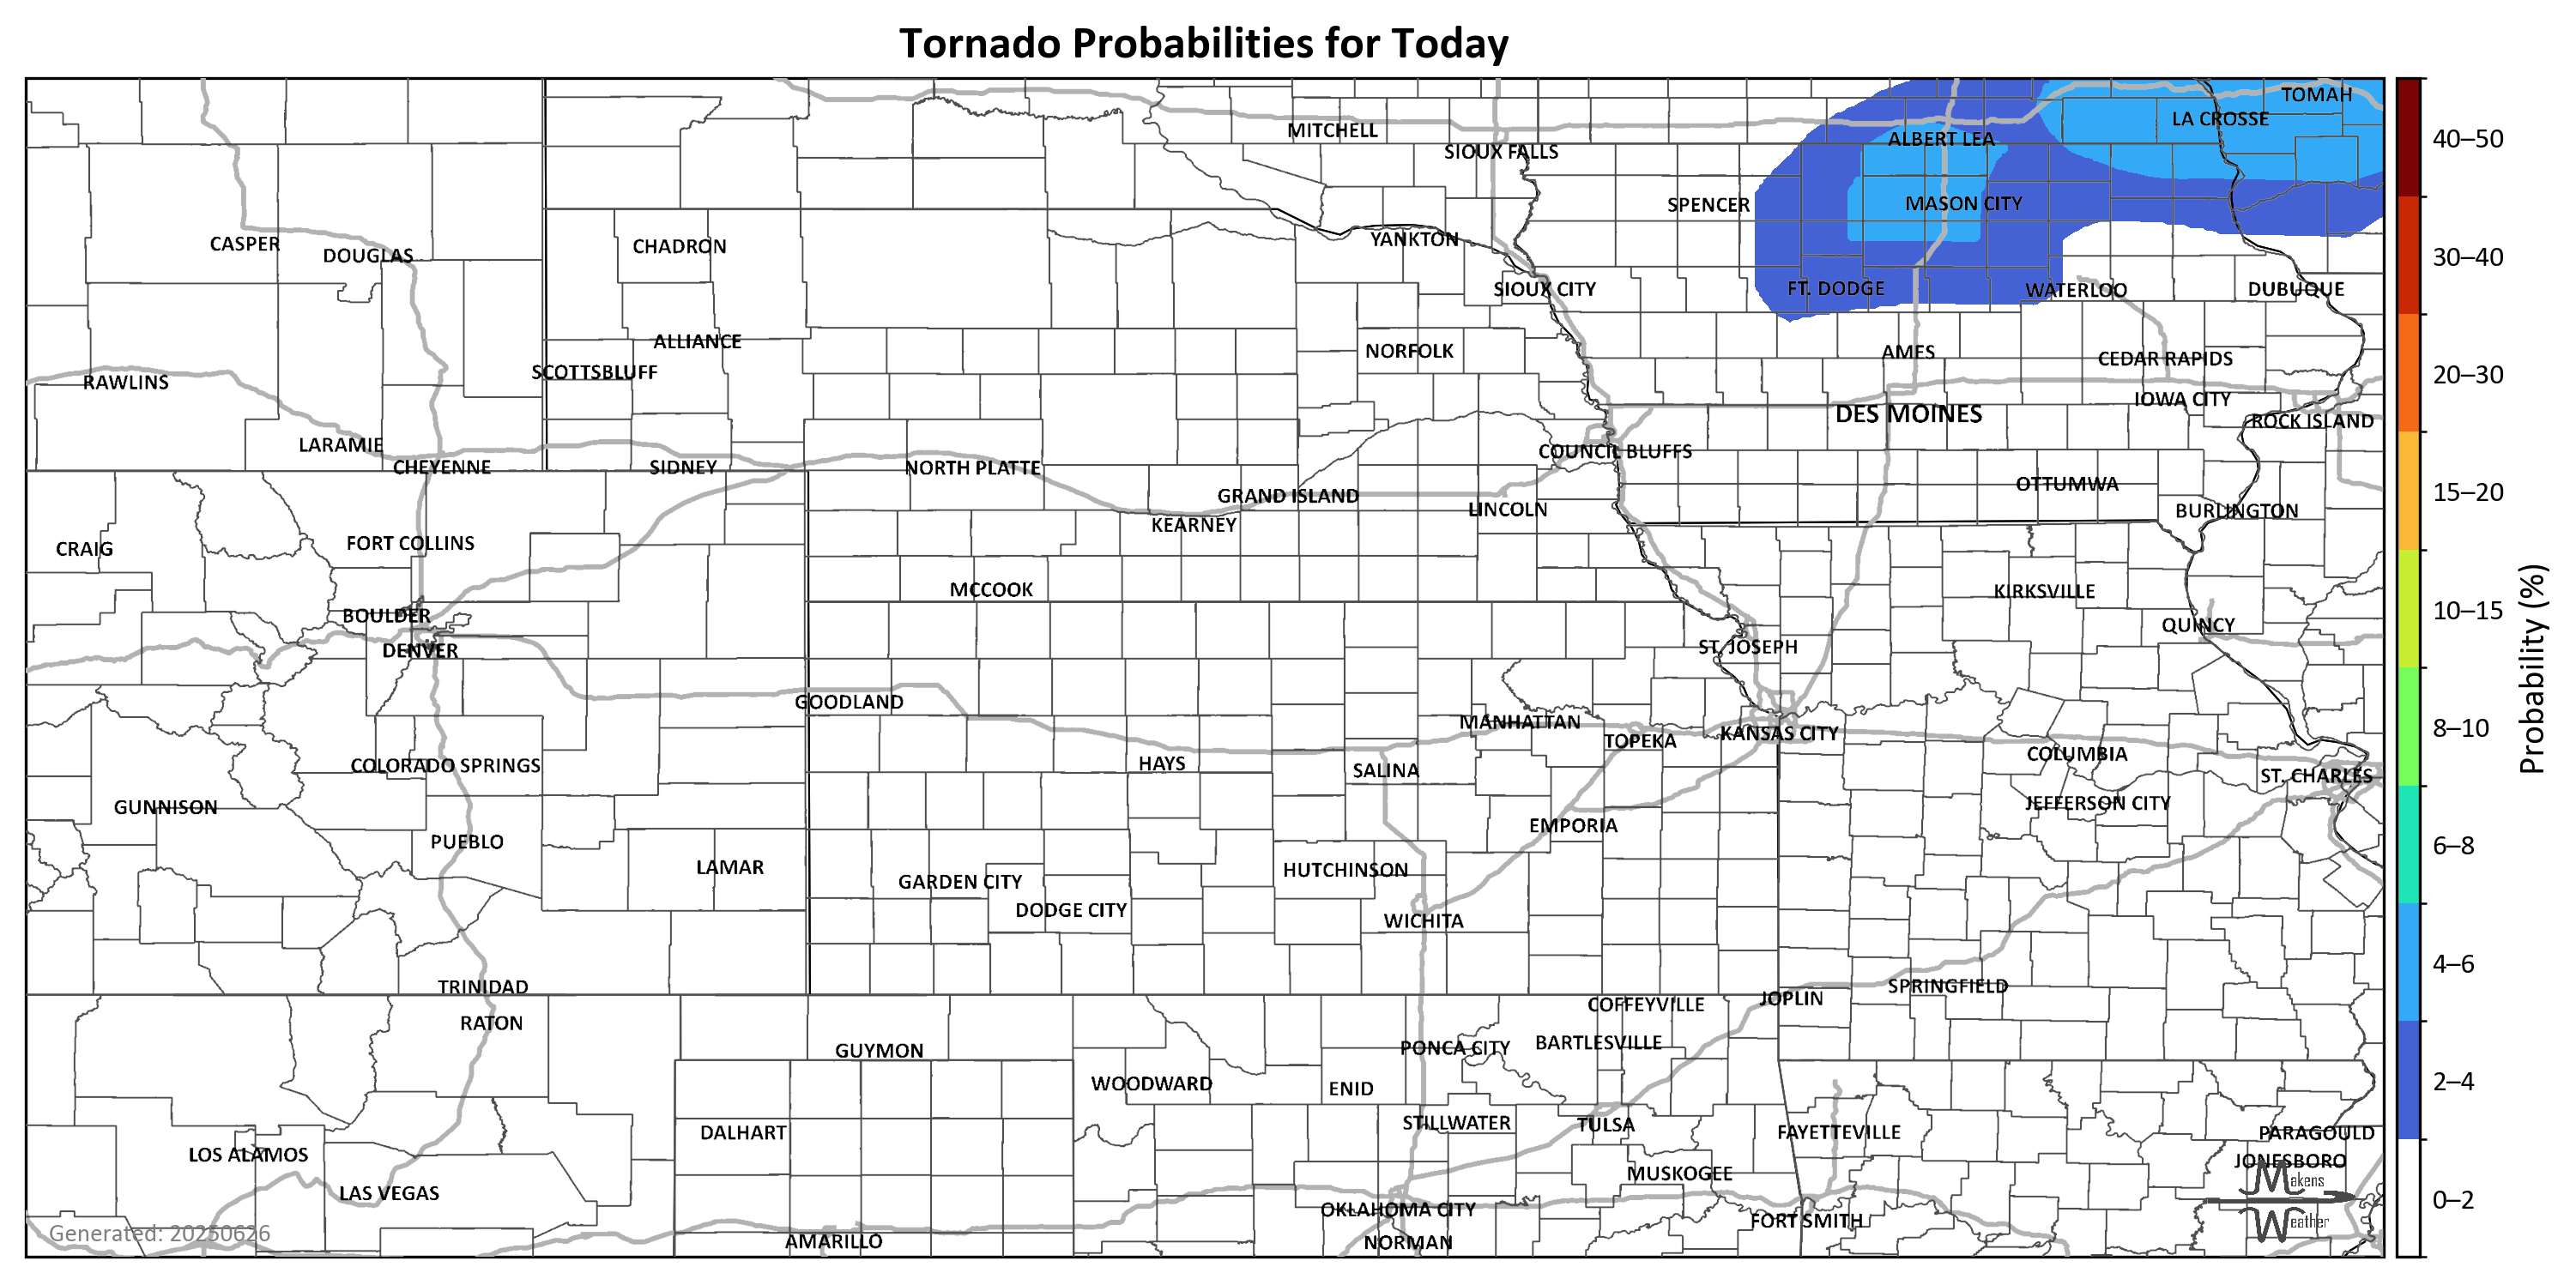 Tornado Probabilities for Today
TOMAH
LA CROSSE
MITCHELL
ALBERT LEA
40–50
SIOUX FALLS
SPENCER
MASON CITY
YANKTON
CASPER
DOUGLAS
CHADRON
30–40
SIOUX CITY
FT. DODGE
WATERLOO
DUBUQUE
ALLIANCE
NORFOLK
AMES
CEDAR RAPIDS
SCOTTSBLUFF
RAWLINS
20–30
IOWA CITY
DES MOINES
ROCK ISLAND
LARAMIE
COUNCIL BLUFFS
CHEYENNE
SIDNEY
NORTH PLATTE
OTTUMWA
GRAND ISLAND
15–20
LINCOLN
BURLINGTON
KEARNEY
FORT COLLINS
CRAIG
MCCOOK
KIRKSVILLE
10–15
BOULDER
QUINCY
DENVER
ST. JOSEPH
Probability (%)
GOODLAND
MANHATTAN
TOPEKA
KANSAS CITY
8–10
COLUMBIA
COLORADO SPRINGS
HAYS
SALINA
ST. CHARLES
GUNNISON
JEFFERSON CITY
EMPORIA
PUEBLO
6–8
LAMAR
HUTCHINSON
GARDEN CITY
DODGE CITY
WICHITA
4–6
TRINIDAD
SPRINGFIELD
JOPLIN
COFFEYVILLE
RATON
BARTLESVILLE
GUYMON
PONCA CITY
2–4
WOODWARD
ENID
STILLWATER
TULSA
DALHART
FAYETTEVILLE
PARAGOULD
LOS ALAMOS
JONESBORO
MUSKOGEE
Makens
LAS VEGAS
0–2
OKLAHOMA CITY
FORT SMITH
Weather
Generated: 20250626
AMARILLO
NORMAN